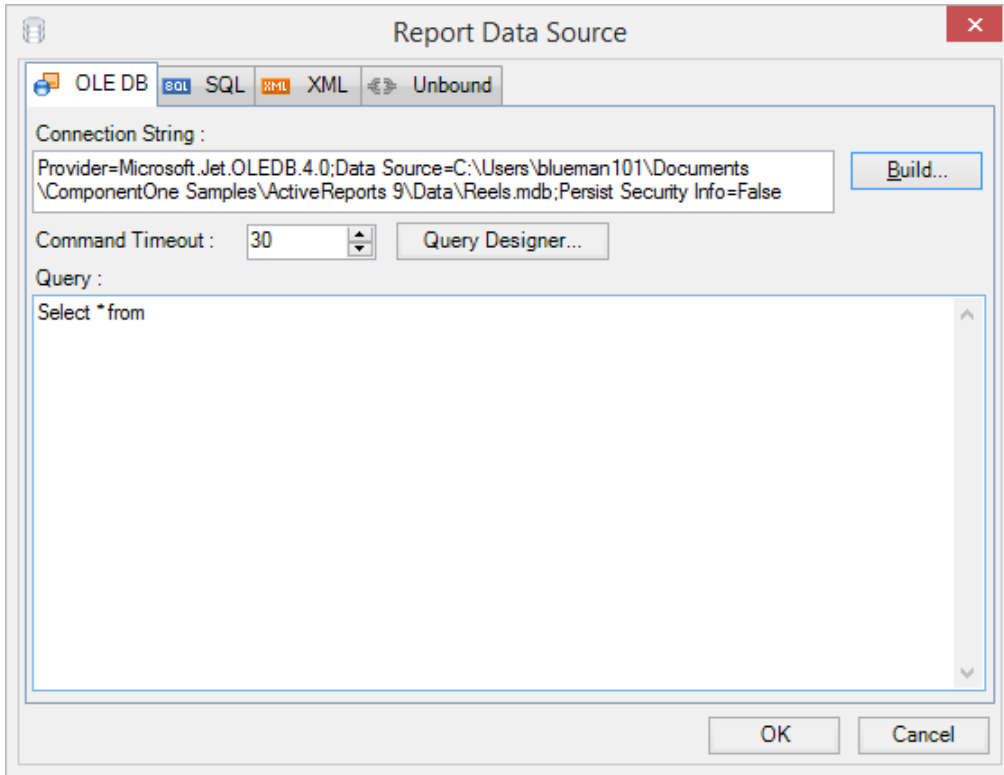 Report Data Source
OLE DB SQL SQL XML XML Unbound
Connection String :
Provider=Microsoft.Jet.OLEDB.4.0;Data Source=C:\Users\blueman101\Documents
\ComponentOne Samples\ActiveReports 9\Data\Reels.mdb;Persist Security Info=False
Build...
Command Timeout : 30 Query Designer...
Query :
Select * from
OK Cancel